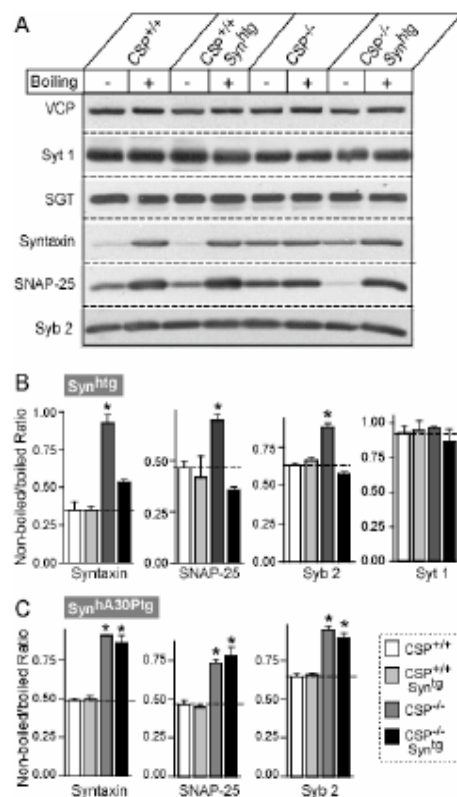 A
CSP+/+ CSP+/+ Synhtg CSP-/- CSP-/- Synhtg
Boiling - + - + - + - +
VCP
Syt 1
SGT
Syntaxin
SNAP-25
Syb 2
B Synhtg
Non-boiled/boiled Ratio
1.00 0.75 0.50 0.25 0.00 *
0.50 0.25 0.00 *
0.75 0.50 0.25 0.00 *
1.00 0.75 0.50 0.25 0.00
Syntaxin SNAP-25 Syb 2 Syt 1
C SynhA30Ptg
Non-boiled/boiled Ratio
0.75 0.50 0.25 0.00 * *
0.75 0.50 0.25 0.00 * *
0.75 0.50 0.25 0.00 * *
Syntaxin SNAP-25 Syb 2
CSP+/+
CSP+/+
Syntg
CSP-/-
CSP-/-
Syntg